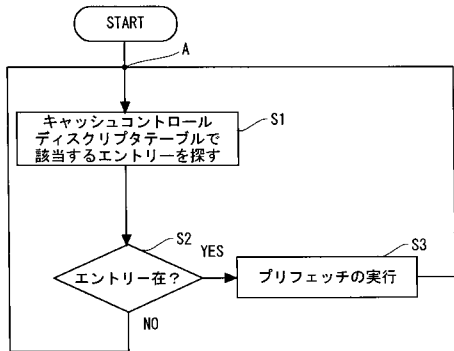 START
A
キャッシュコントロール
ディスクリプタテーブルで
該当するエントリーを探す
S1
S2
エントリー在?
YES
S3
プリフェッチの実行
NO